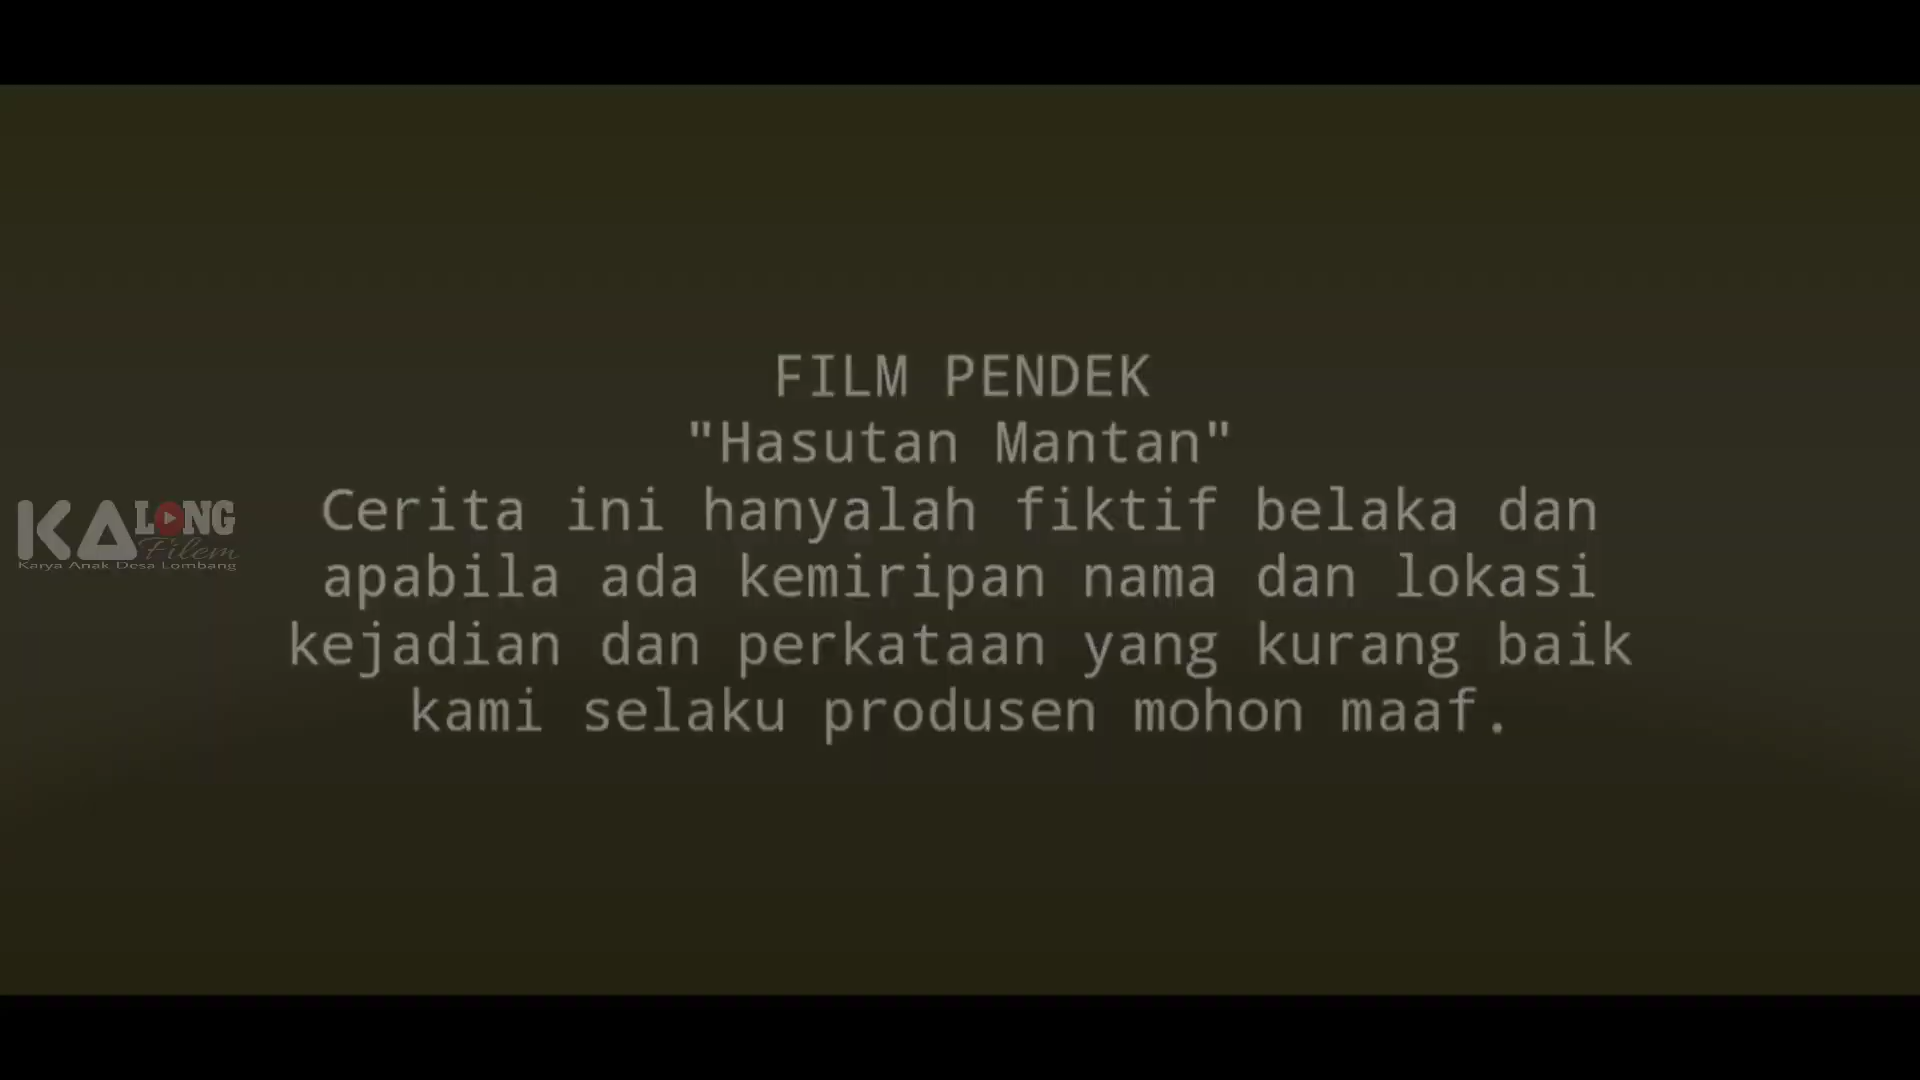 FILM PENDEK
"Hasutan Mantan"
Cerita ini hanyalah fiktif belaka dan
apabila ada kemiripan nama dan lokasi
kejadian dan perkataan yang kurang baik
kami selaku produsen mohon maaf.
KALONG
Filem
Karya Anak Desa Lombang